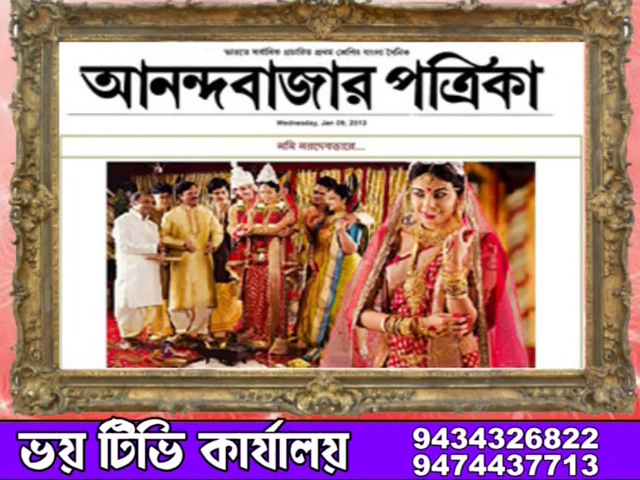 ভারতে সর্বাধিক প্রচারিত প্রথম শ্রেণির বাংলা দৈনিক
আনন্দবাজার পত্রিকা
Wednesday, Jan 09, 2013
ভয় টিভি কার্যালয়
9434326822
9474437713